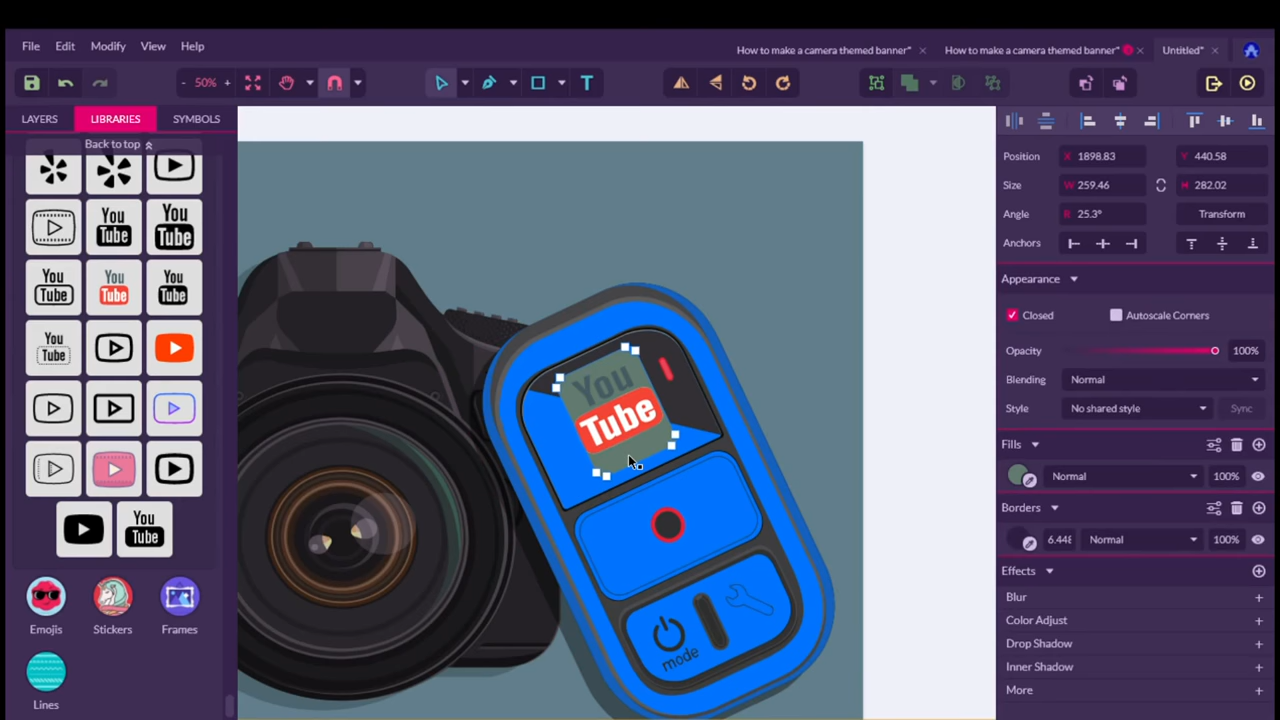 File Edit Modify View Help
How to make a camera themed banner* × How to make a camera themed banner* × Untitled* ×
- 50% +
T
LAYERS LIBRARIES SYMBOLS
Back to top
You Tube
You Tube
You Tube
You Tube
You Tube
You Tube
You Tube
Emojis Stickers Frames
Lines
You
Tube
mode
Position X 1898.83 Y 440.58
Size W 259.46 H 282.02
Angle R 25.3° Transform
Anchors
Appearance
Closed Autoscale Corners
Opacity 100%
Blending Normal
Style No shared style Sync
Fills
Normal 100%
Borders
6.448 Normal 100%
Effects
Blur +
Color Adjust +
Drop Shadow +
Inner Shadow +
More +